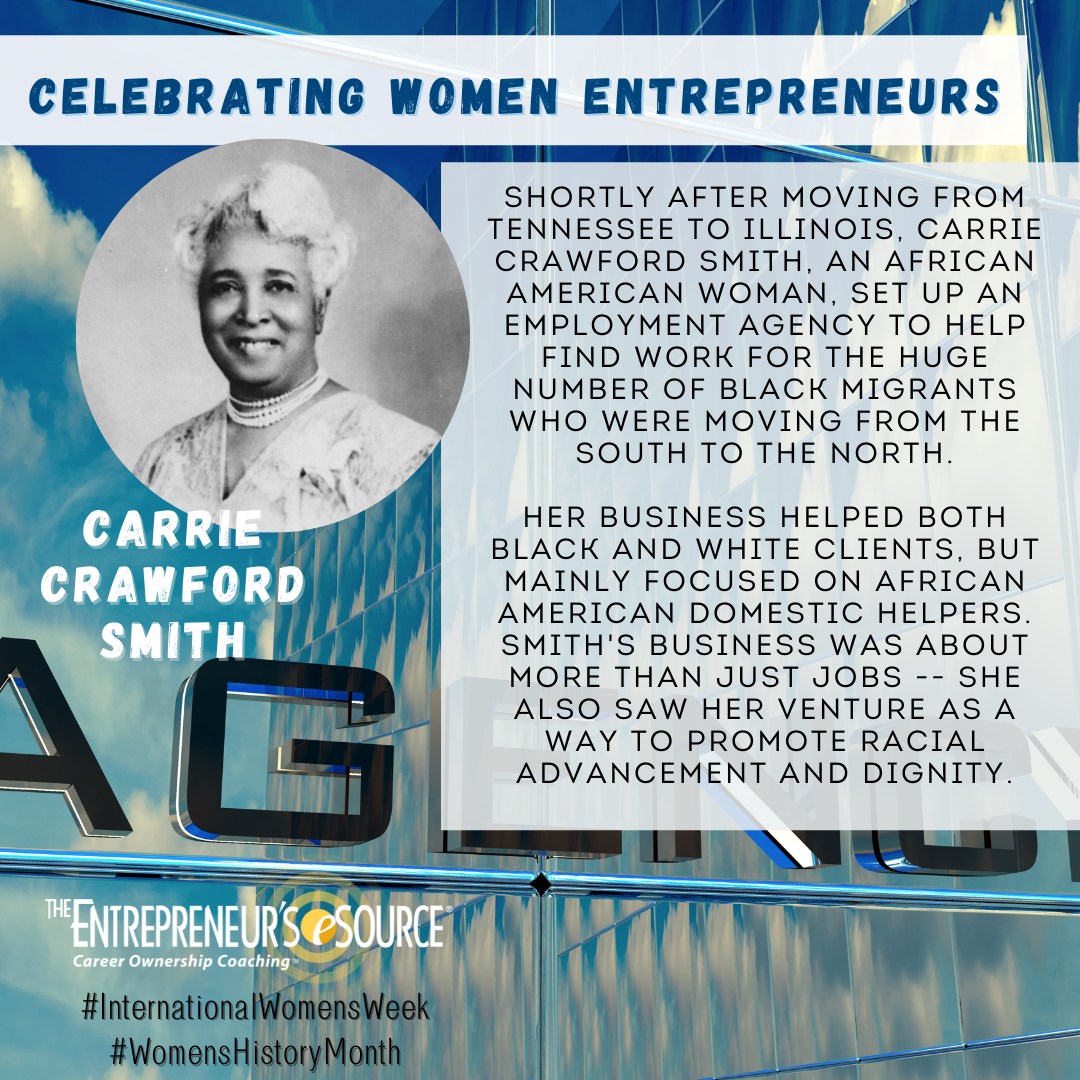 CELEBRATING WOMEN ENTREPRENEURS
SHORTLY AFTER MOVING FROM
TENNESSEE TO ILLINOIS, CARRIE
CRAWFORD SMITH, AN AFRICAN
AMERICAN WOMAN, SET UP AN
EMPLOYMENT AGENCY TO HELP
FIND WORK FOR THE HUGE
NUMBER OF BLACK MIGRANTS
WHO WERE MOVING FROM THE
SOUTH TO THE NORTH.
HER BUSINESS HELPED BOTH
BLACK AND WHITE CLIENTS, BUT
MAINLY FOCUSED ON AFRICAN
AMERICAN DOMESTIC HELPERS.
SMITH'S BUSINESS WAS ABOUT
MORE THAN JUST JOBS -- SHE
ALSO SAW HER VENTURE AS A
WAY TO PROMOTE RACIAL
ADVANCEMENT AND DIGNITY.
CARRIE
CRAWFORD
SMITH
AGENCY
THE ENTREPRENEUR'S eSOURCE®
Career Ownership Coaching™
#InternationalWomensWeek
#WomensHistoryMonth